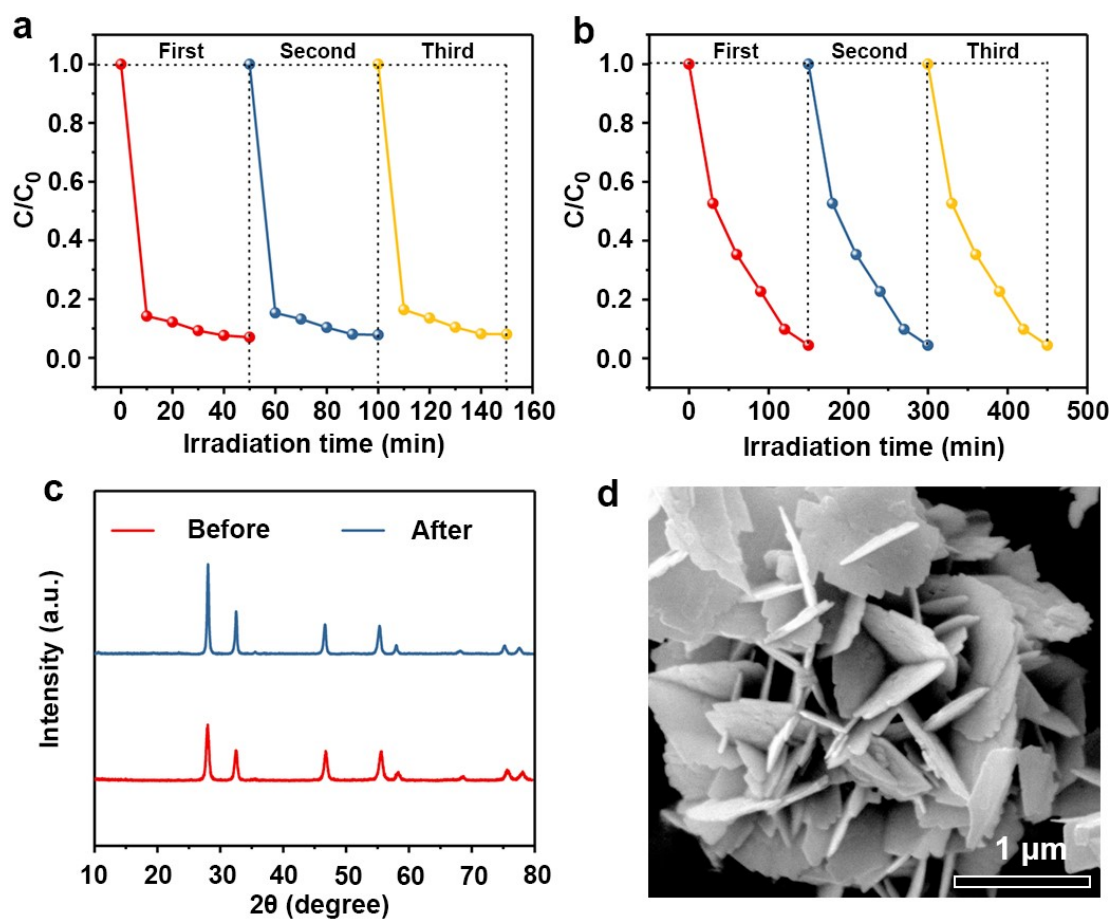 a
First Second Third
1.0
0.8
0.6
0.4
0.2
0.0
C/C0
0 20 40 60 80 100 120 140 160
Irradiation time (min)
b
First Second Third
1.0
0.8
0.6
0.4
0.2
0.0
C/C0
0 100 200 300 400 500
Irradiation time (min)
c
Before After
Intensity (a.u.)
10 20 30 40 50 60 70 80
2θ (degree)
d
1 μm